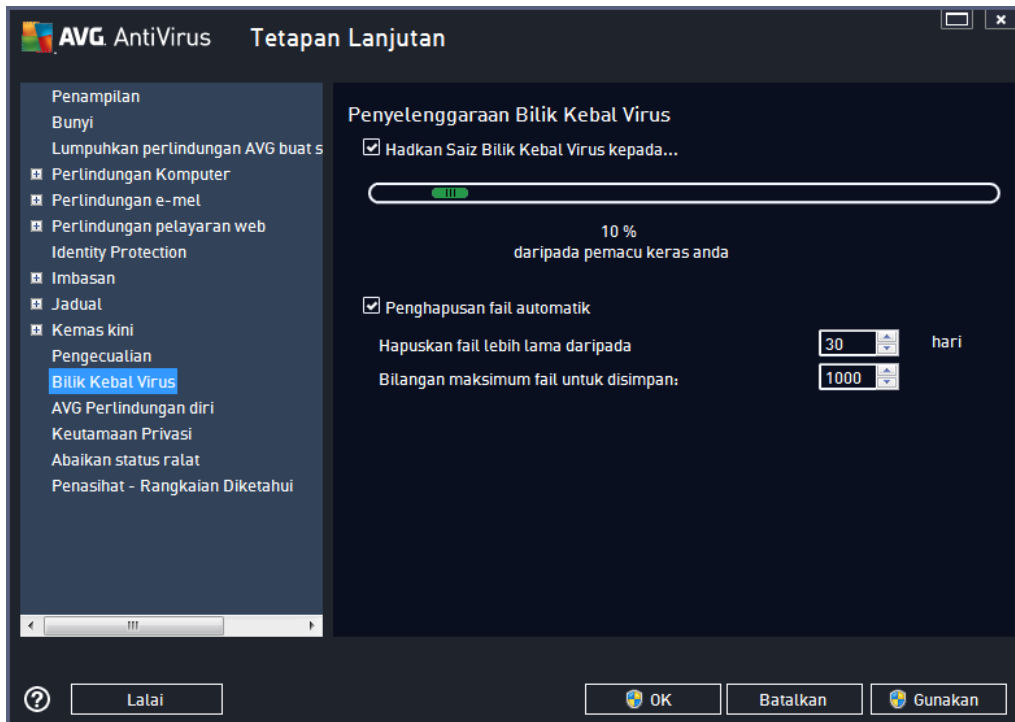 AVG AntiVirus Tetapan Lanjutan
Penampilan
Bunyi
Lumpuhkan perlindungan AVG buat s
Perlindungan Komputer
Perlindungan e-mel
Perlindungan pelayaran web
Identity Protection
Imbasan
Jadual
Kemas kini
Pengecualian
Bilik Kebal Virus
AVG Perlindungan diri
Keutamaan Privasi
Abaikan status ralat
Penasihat - Rangkaian Diketahui
Penyelenggaraan Bilik Kebal Virus
Hadkan Saiz Bilik Kebal Virus kepada...
10 %
daripada pemacu keras anda
Penghapusan fail automatik
Hapuskan fail lebih lama daripada 30 hari
Bilangan maksimum fail untuk disimpan: 1000
? Lalai OK Batalkan Gunakan